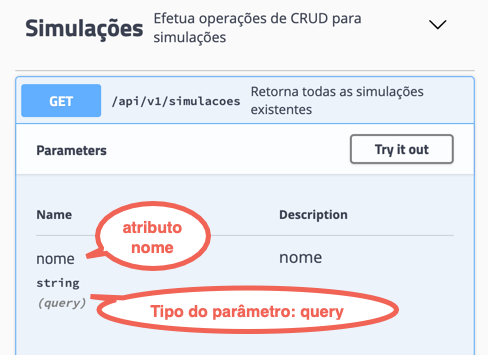 Simulações
Efetua operações de CRUD para
simulações
GET
/api/v1/simulacoes
Retorna todas as simulações
existentes
Parameters
Try it out
Name
Description
atributo
nome
nome
nome
string
(query)
Tipo do parâmetro: query